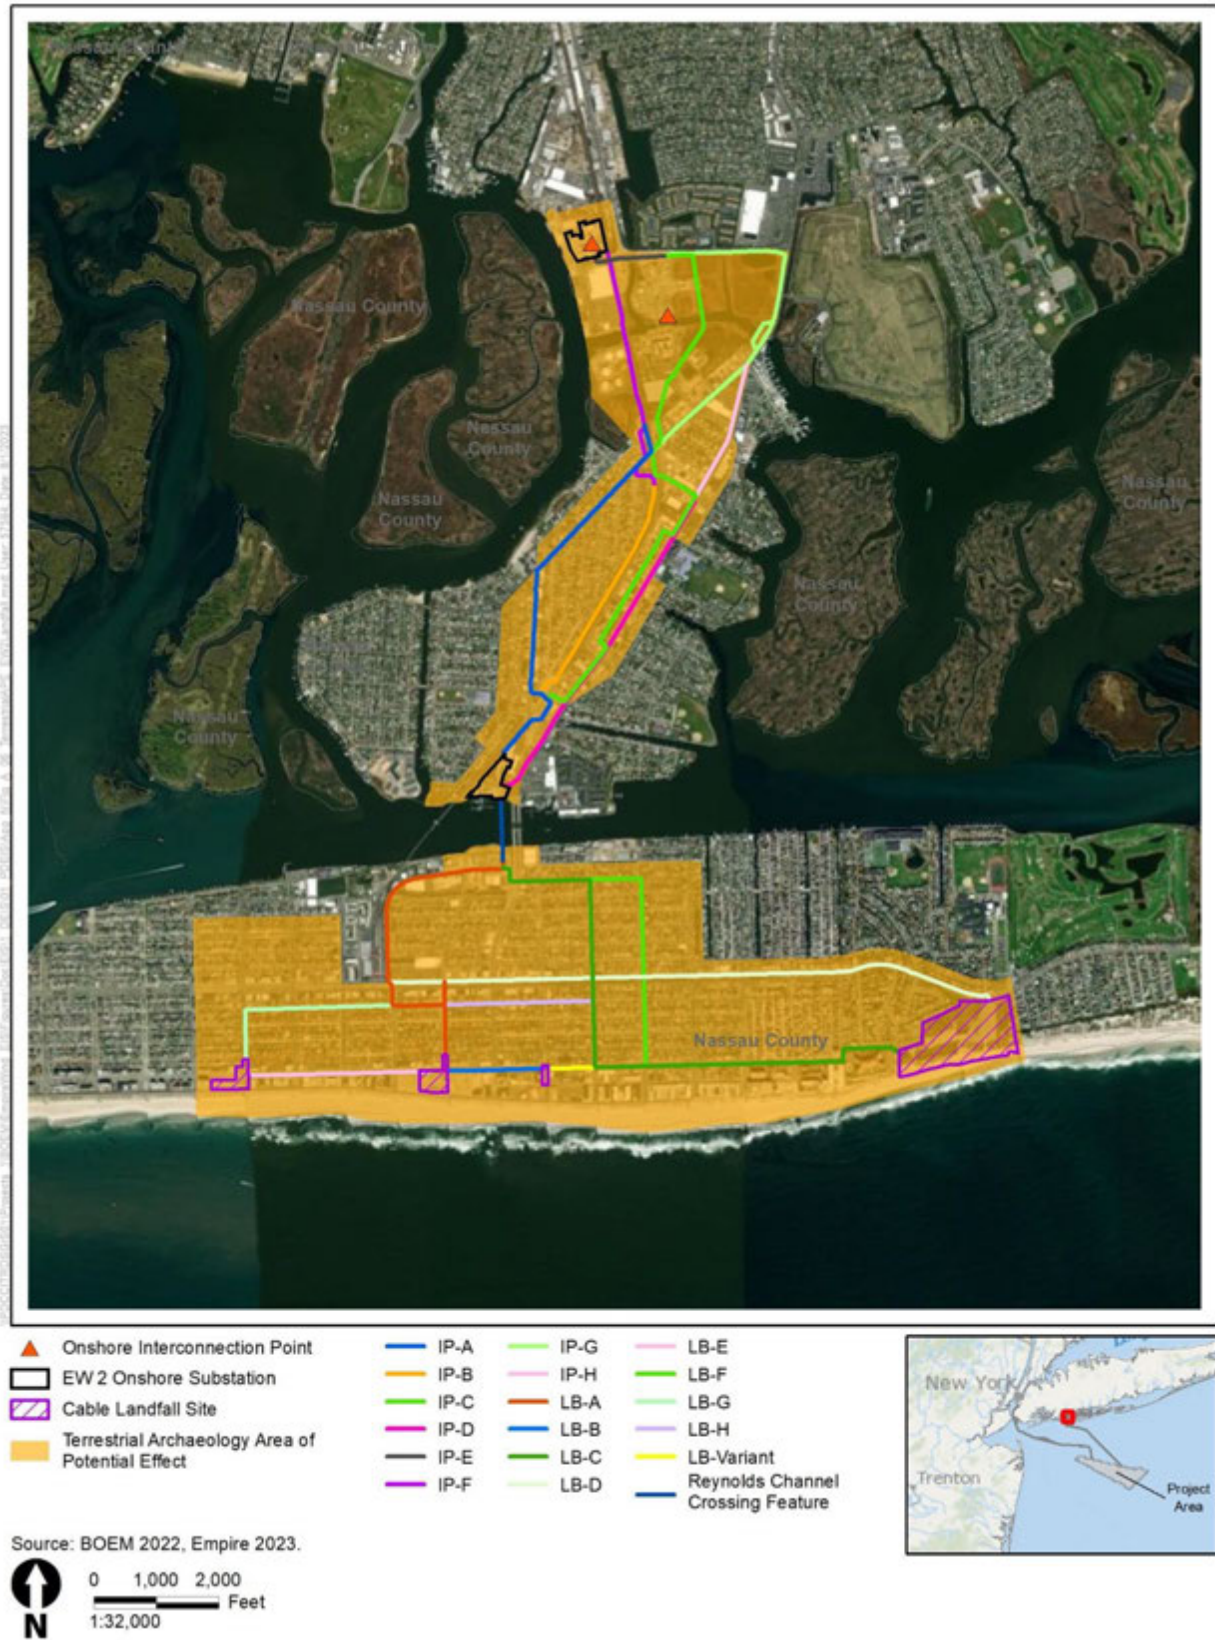 Nassau County
Nassau County
Nassau County
Nassau
County
Nassau
County
Nassau
County
Nassau
County
Nassau
County
Nassau County
Onshore Interconnection Point
EW 2 Onshore Substation
Cable Landfall Site
Terrestrial Archaeology Area of
Potential Effect
IP-A
IP-B
IP-C
IP-D
IP-E
IP-F
IP-G
IP-H
LB-A
LB-B
LB-C
LB-D
LB-E
LB-F
LB-G
LB-H
LB-Variant
Reynolds Channel
Crossing Feature
New York
Trenton
Project
Area
Source: BOEM 2022, Empire 2023.
N
0 1,000 2,000
Feet
1:32,000